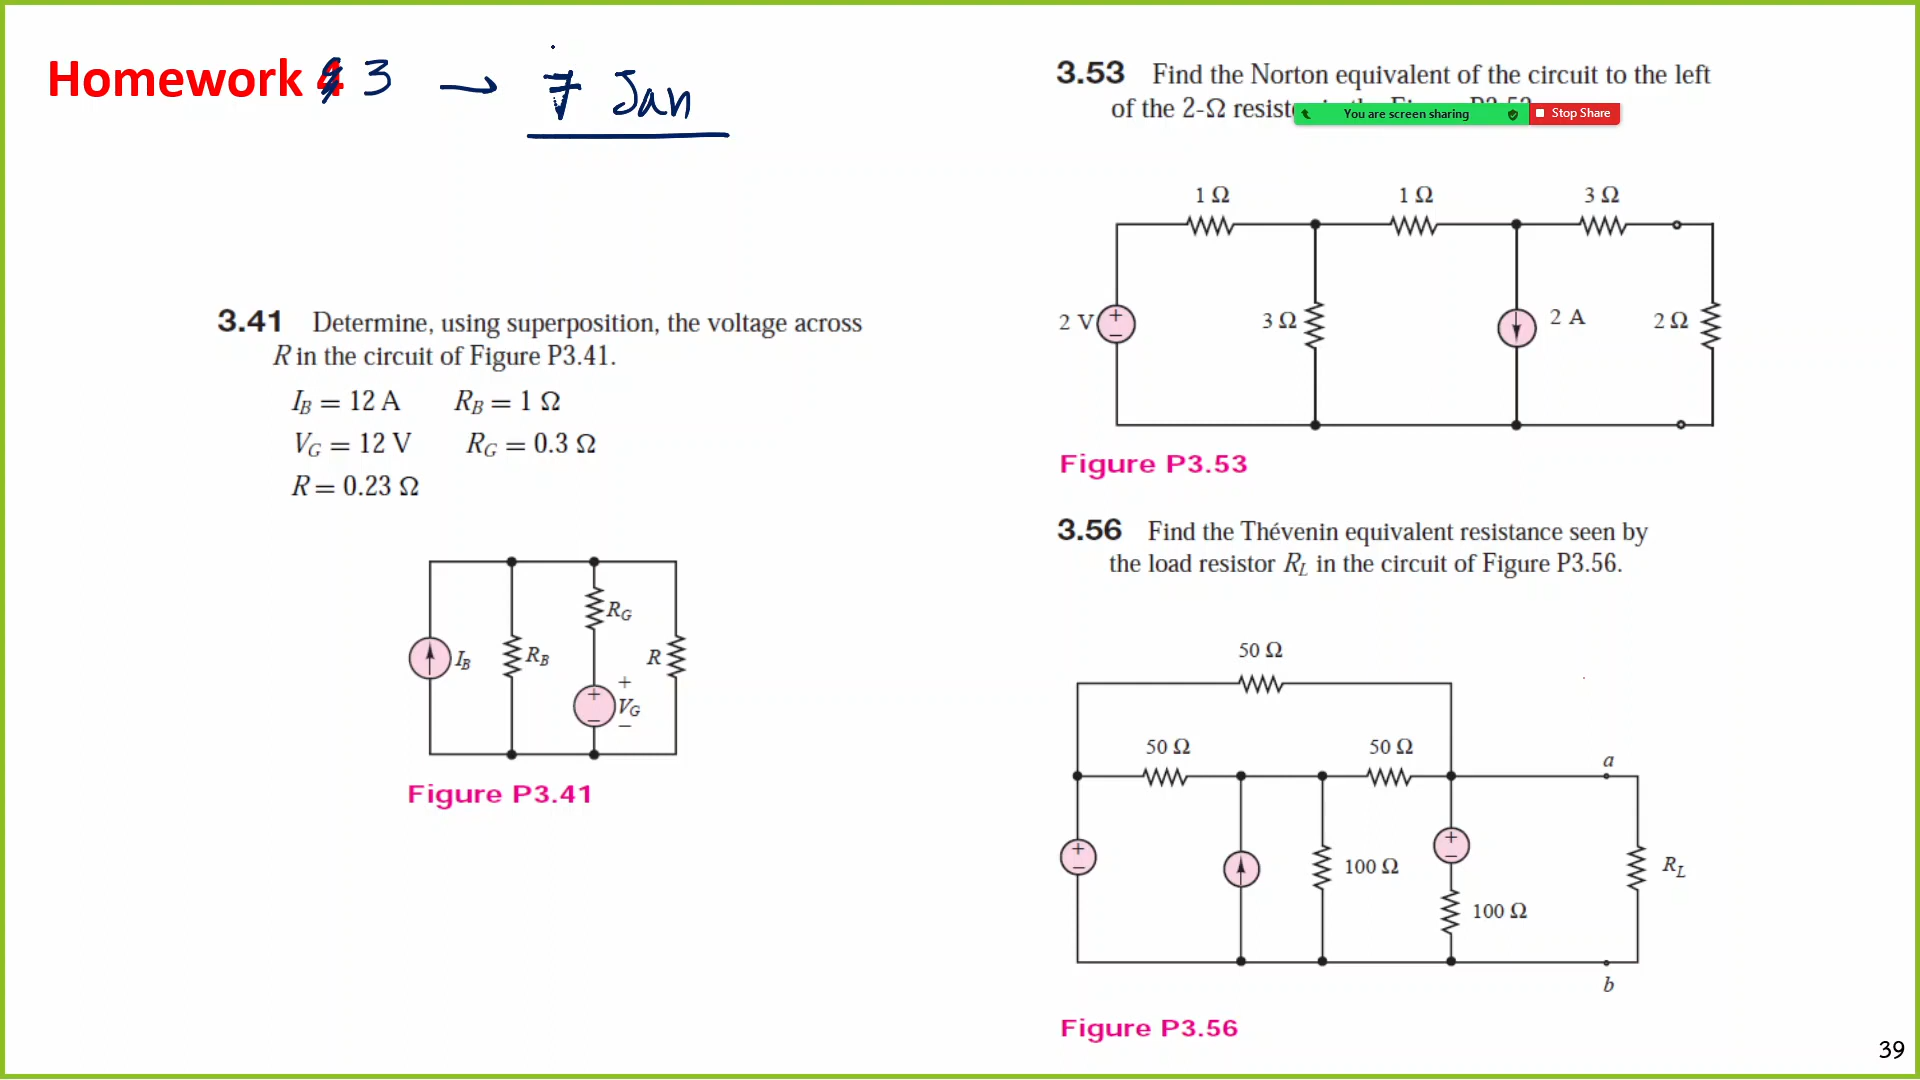 Homework 4 3 → 7 Jan
3.41 Determine, using superposition, the voltage across
R in the circuit of Figure P3.41.
I_B = 12 A R_B = 1 Ω
V_G = 12 V R_G = 0.3 Ω
R = 0.23 Ω
I_B
R_B
R_G
+
−
+
V_G
−
R
Figure P3.41
3.53 Find the Norton equivalent of the circuit to the left
of the 2-Ω
You are screen sharing
Stop Share
1 Ω
1 Ω
3 Ω
2 V
+
−
3 Ω
2 A
2 Ω
Figure P3.53
3.56 Find the Thévenin equivalent resistance seen by
the load resistor R_L in the circuit of Figure P3.56.
50 Ω
50 Ω
50 Ω
a
+
−
100 Ω
+
−
100 Ω
R_L
b
Figure P3.56
39